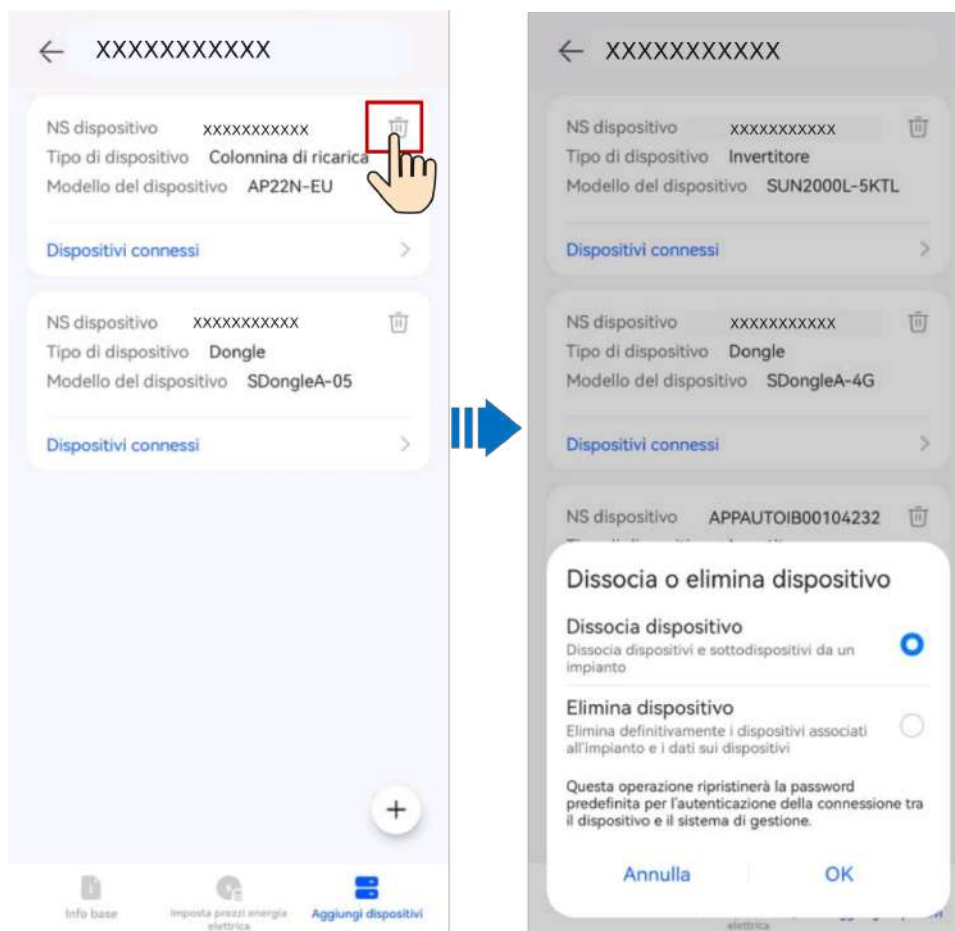 XXXXXXXXXXX
NS dispositivo xxxxxxxxxxx
Tipo di dispositivo Colonnina di ricarica
Modello del dispositivo AP22N-EU
Dispositivi connessi
NS dispositivo xxxxxxxxxxx
Tipo di dispositivo Dongle
Modello del dispositivo SDongleA-05
Dispositivi connessi
Info base
Imposta prezzi energia
elettrica
Aggiungi dispositivi
XXXXXXXXXXX
NS dispositivo xxxxxxxxxxx
Tipo di dispositivo Invertitore
Modello del dispositivo SUN2000L-5KTL
Dispositivi connessi
NS dispositivo xxxxxxxxxxx
Tipo di dispositivo Dongle
Modello del dispositivo SDongleA-4G
Dispositivi connessi
NS dispositivo APPAUTOIB00104232
Dissocia o elimina dispositivo
Dissocia dispositivo
Dissocia dispositivi e sottodispositivi da un
impianto
Elimina dispositivo
Elimina definitivamente i dispositivi associati
all'impianto e i dati sui dispositivi
Questa operazione ripristinerà la password
predefinita per l'autenticazione della connessione tra
il dispositivo e il sistema di gestione.
Annulla OK
elettrica